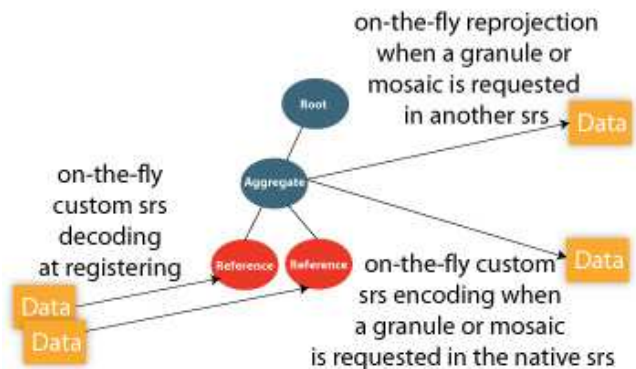 on-the-fly reprojection
when a granule or
mosaic is requested
in another srs
Root
Data
Aggregate
on-the-fly
custom srs
decoding
at registering
Reference
Reference
Data
on-the-fly custom
srs encoding when
a granule or mosaic
is requested in the native srs
Data
Data